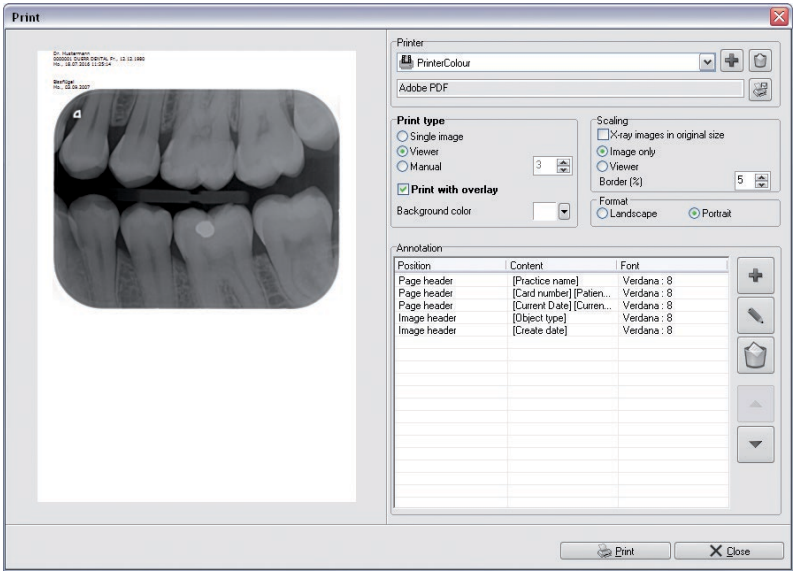 Print
Dr. Mustermann
0000001 DUERR DENTAL Pr., 12.12.1980
Mo., 18.07.2016 11:25:14
Bissflügel
Mo., 03.09.2007
Printer
PrinterColour
Adobe PDF
Print type
Single image
Viewer
Manual
3
Print with overlay
Background color
Scaling
X-ray images in original size
Image only
Viewer
Border (%)
5
Format
Landscape
Portrait
Annotation
Position Content Font
Page header [Practice name] Verdana : 8
Page header [Card number] [Patien... Verdana : 8
Page header [Current Date] [Curren... Verdana : 8
Image header [Object type] Verdana : 8
Image header [Create date] Verdana : 8
Print
Close